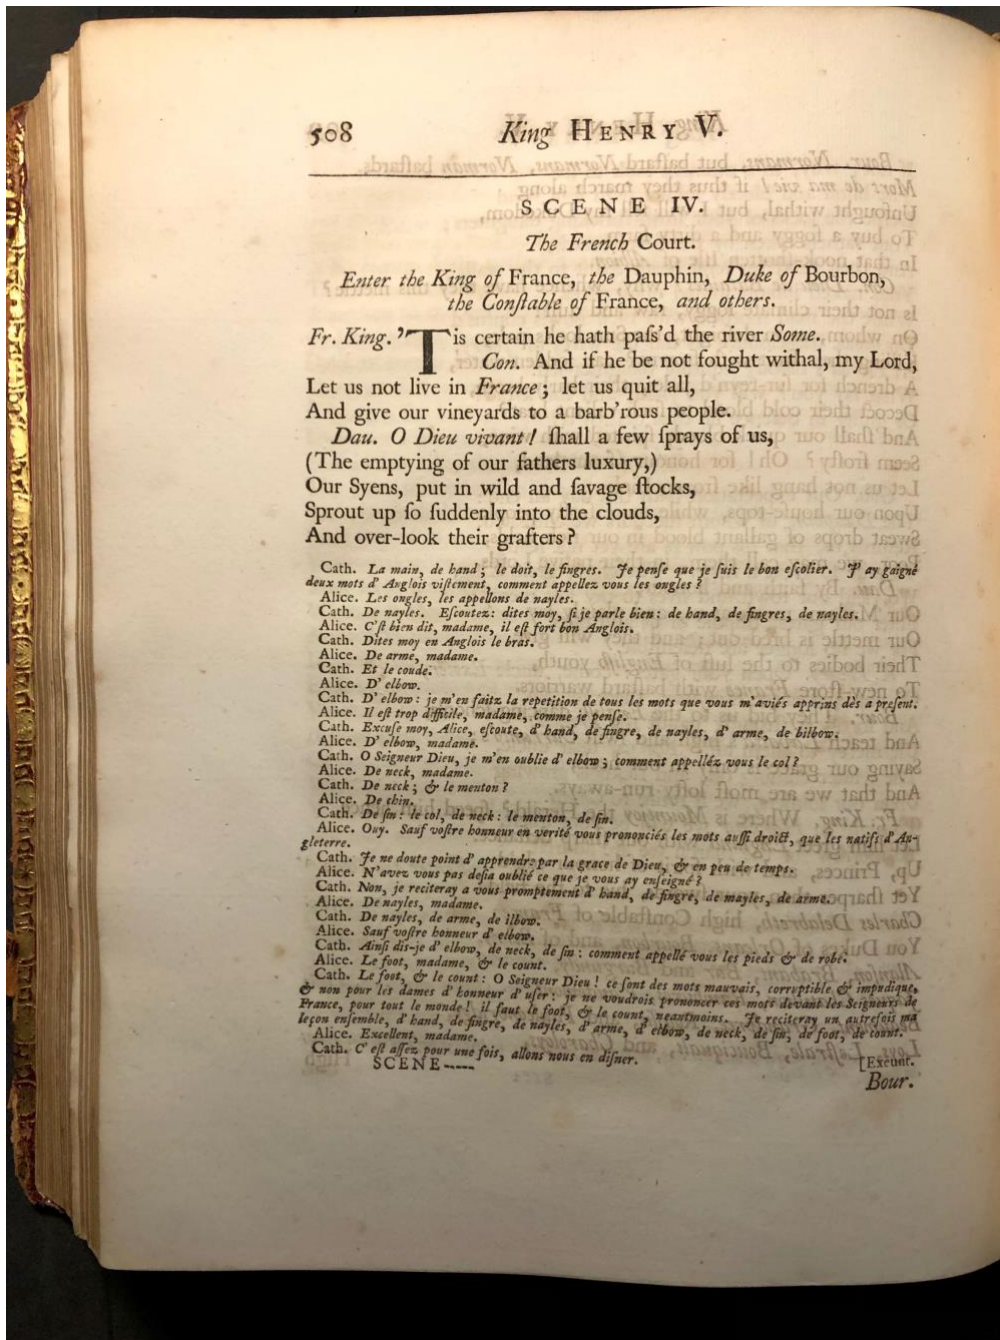 508 King HENRY V.
SCENE IV.
The French Court.
Enter the King of France, the Dauphin, Duke of Bourbon,
the Conſtable of France, and others.
Fr. King. 'TIs certain he hath paſs'd the river Some.
Con. And if he be not fought withal, my Lord,
Let us not live in France; let us quit all,
And give our vineyards to a barb'rous people.
Dau. O Dieu vivant! ſhall a few ſprays of us,
(The emptying of our fathers luxury,)
Our Syens, put in wild and ſavage ſtocks,
Sprout up ſo ſuddenly into the clouds,
And over-look their grafters?
Cath. La main, de hand; le doit, le fingres. Je penſe que je ſuis le bon eſcolier. J'ay gaigné
deux mots d'Anglois viſtement, comment appellez vous les ongles?
Alice. Les ongles, les appellons de nayles.
Cath. De nayles. Eſcoutez: dites moy, ſi je parle bien: de hand, de fingres, de nayles.
Alice. C'ſt bien dit, madame, il eſt fort bon Anglois.
Cath. Dites moy en Anglois le bras.
Alice. De arme, madame.
Cath. Et le coude.
Alice. D'elbow.
Cath. D'elbow: je m'en faitz la repetition de tous les mots que vous m'aviés apprins dès a preſent.
Alice. Il eſt trop difficile, madame, comme je penſe.
Cath. Excuſe moy, Alice, eſcoute, d'hand, de fingre, de nayles, d'arme, de bilbow.
Alice. D'elbow, madame.
Cath. O Seigneur Dieu, je m'en oublie d'elbow; comment appelléz vous le col?
Alice. De neck, madame.
Cath. De neck; & le menton?
Alice. De chin.
Cath. De ſin: le col, de neck: le menton, de ſin.
Alice. Ouy. Sauf voſtre honneur en verité vous prononciés les mots auſſi droict, que les natifs d'An-
gleterre.
Cath. Je ne doute point d'apprendre par la grace de Dieu, & en peu de temps.
Alice. N'avez vous pas deſia oublié ce que je vous ay enſeigné?
Cath. Non, je reciteray a vous promptement d'hand, de fingre, de mayles, de arme.
Alice. De nayles, madame.
Cath. De nayles, de arme, de ilbow.
Alice. Sauf voſtre honneur d'elbow.
Cath. Ainſi dis-je d'elbow, de neck, de ſin: comment appellé vous les pieds & de robe.
Alice. Le foot, madame, & le count.
Cath. Le foot, & le count: O Seigneur Dieu! ce ſont des mots mauvais, corruptible & impudique,
& non pour les dames d'honneur d'uſer: je ne voudrois prononcer ces mots devant les Seigneurs de
France, pour tout le monde! il faut le foot, & le count, neantmoins. Je reciteray un autrefois ma
leçon enſemble, d'hand, de fingre, de nayles, d'arme, d'elbow, de neck, de ſin, de foot, de count.
Alice. Excellent, madame.
Cath. C'eſt aſſez pour une fois, allons nous en diſner. [Exeunt.
SCENE-----
Bour.